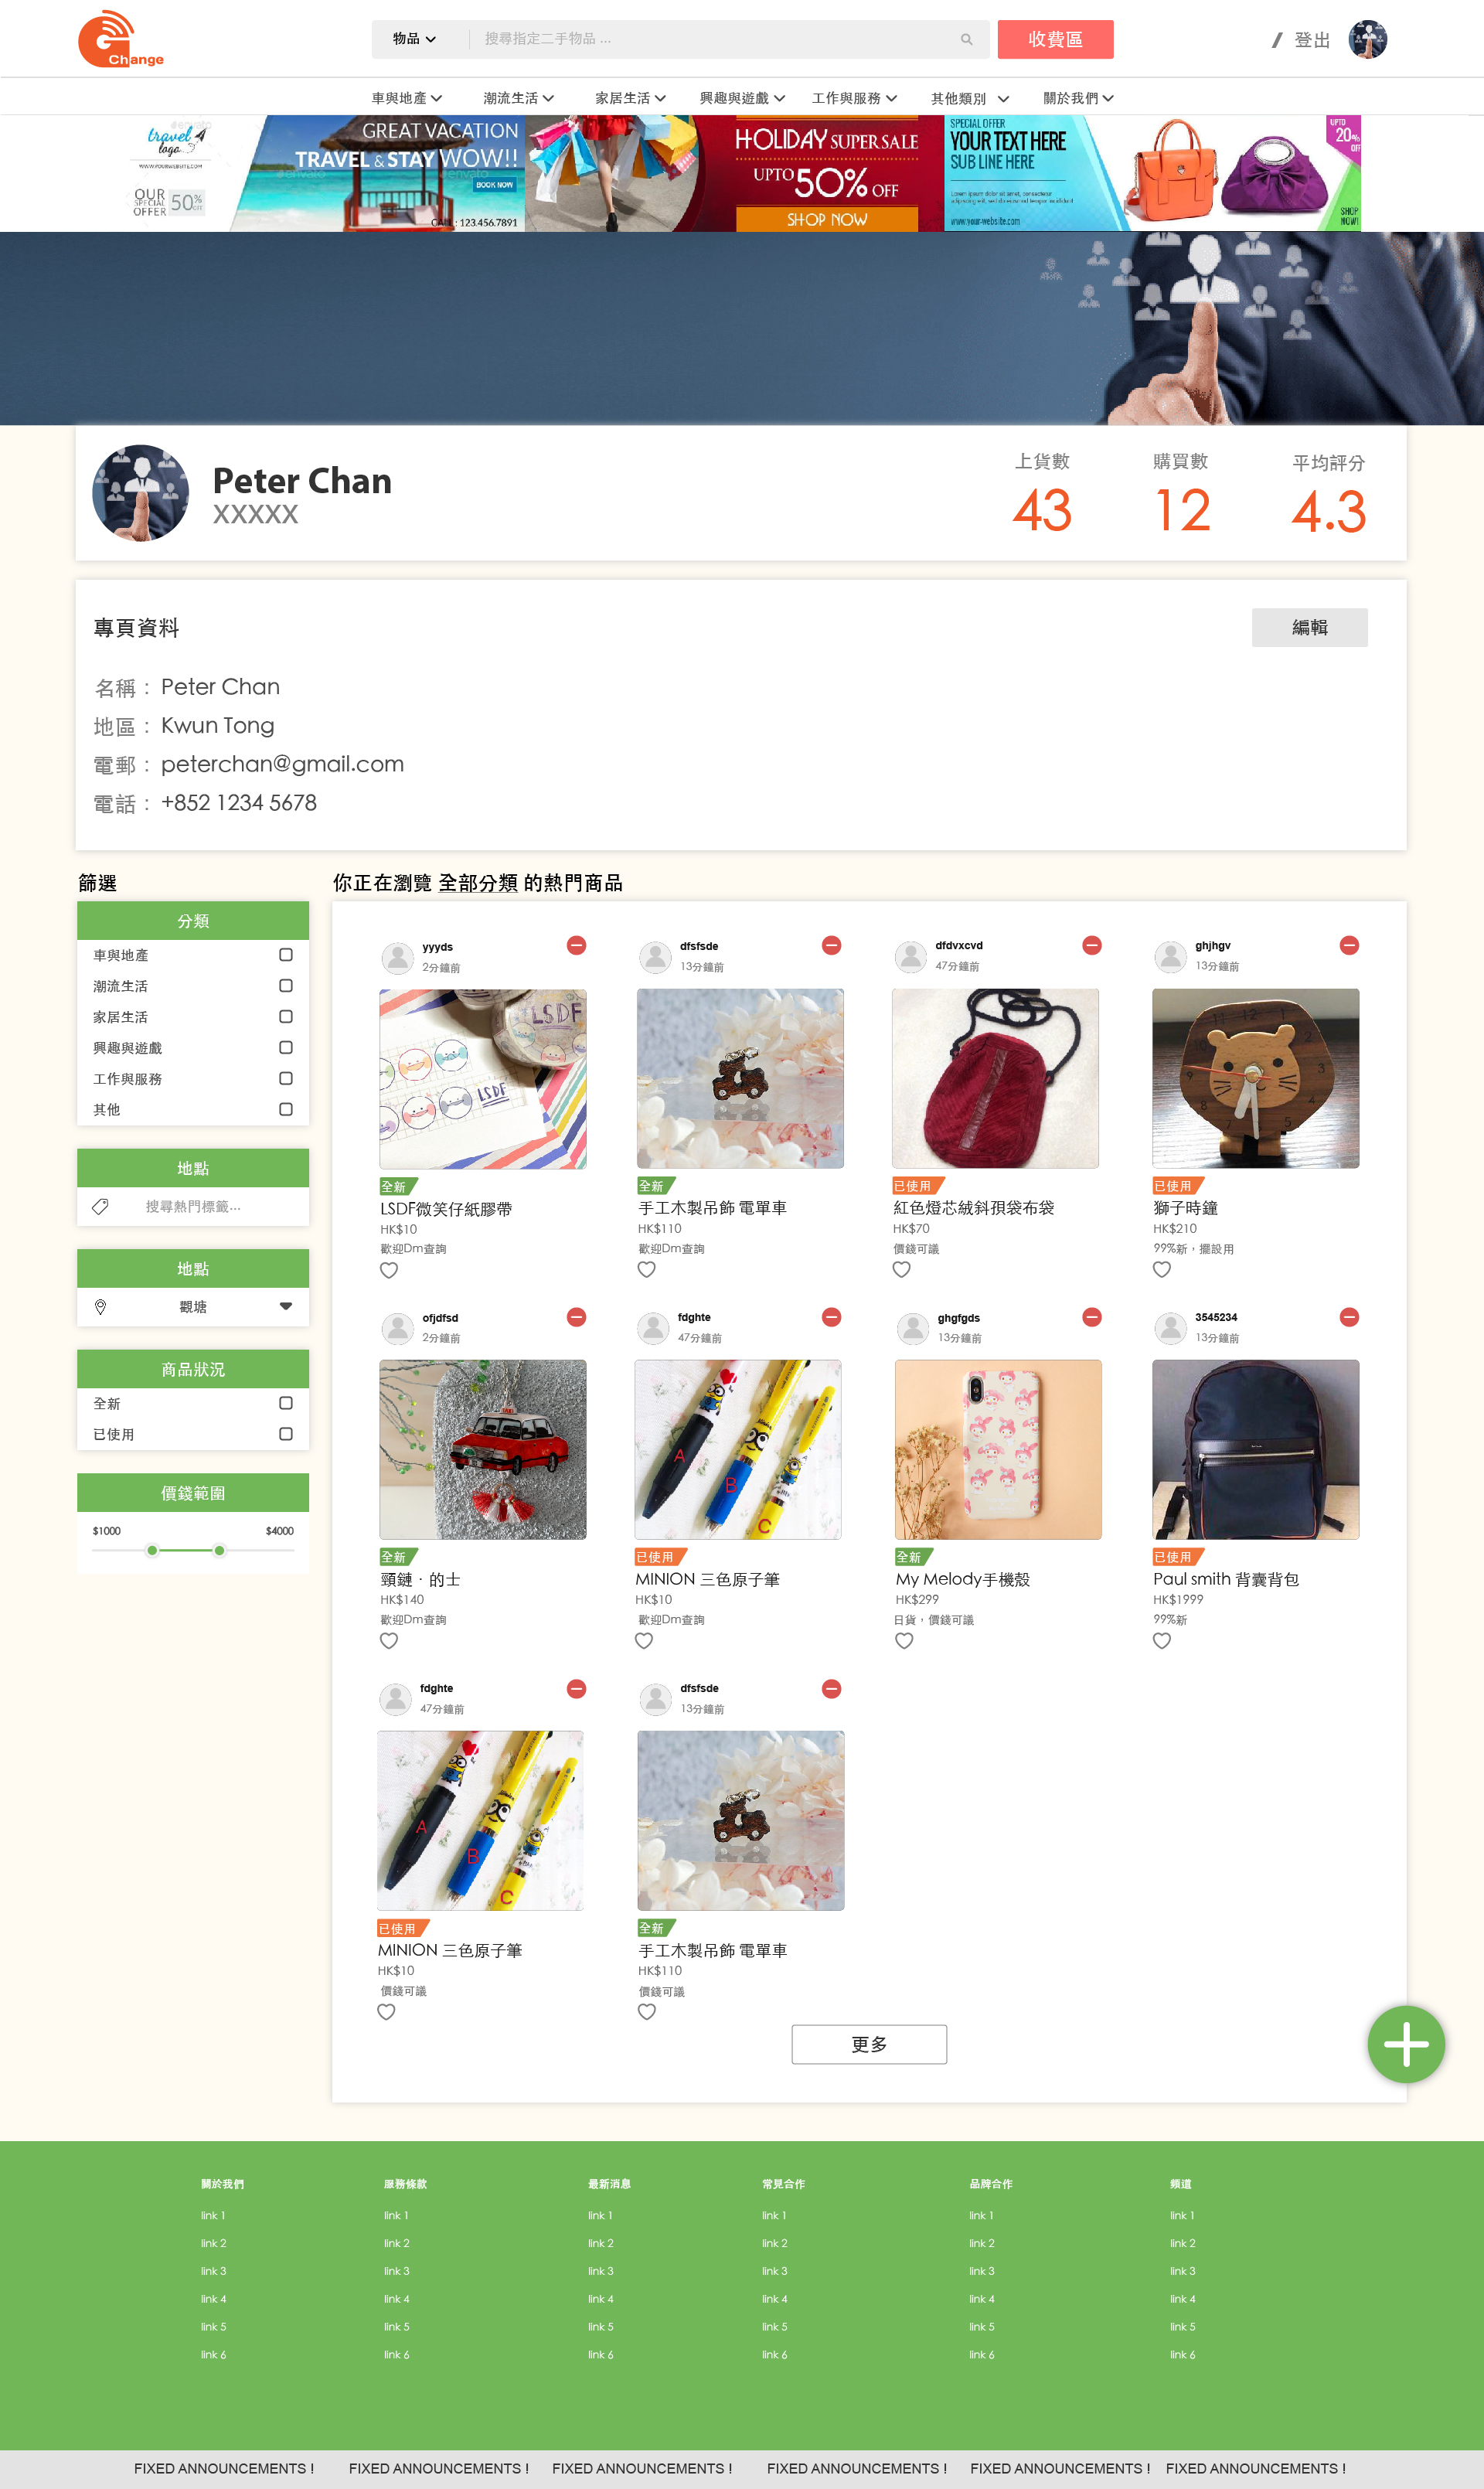 Change
物品
搜尋指定二手物品 ...
收費區
登出
車與地產
潮流生活
家居生活
興趣與遊戲
工作與服務
其他類別
關於我們
travel
logo
WWW.YOURWEBSITE.COM
OUR
SPECIAL
OFFER
50%
OFF
GREAT VACATION
TRAVEL & STAY WOW!!
BOOK NOW
CALL : 123.456.7891
HOLIDAY SUPER SALE
UPTO 50% OFF
SHOP NOW
SPECIAL OFFER
YOUR TEXT HERE
SUB LINE HERE
Lorem ipsum dolor sit amet, consectetuer
adipiscing elit, sed do eiusmod tempor incididunt
www.your-website.com
UPTO
20%
OFF
SHOP
NOW!
Peter Chan
XXXXX
上貨數
43
購買數
12
平均評分
4.3
專頁資料
編輯
名稱： Peter Chan
地區： Kwun Tong
電郵： peterchan@gmail.com
電話： +852 1234 5678
篩選
分類
車與地產
潮流生活
家居生活
興趣與遊戲
工作與服務
其他
地點
搜尋熱門標籤...
地點
觀塘
商品狀況
全新
已使用
價錢範圍
$1000
$4000
你正在瀏覽 全部分類 的熱門商品
yyyds
2分鐘前
LSDF
LSDF
全新
LSDF微笑仔紙膠帶
HK$10
歡迎Dm查詢
dfsfsde
13分鐘前
全新
手工木製吊飾 電單車
HK$110
歡迎Dm查詢
dfdvxcvd
47分鐘前
已使用
紅色燈芯絨斜孭袋布袋
HK$70
價錢可議
ghjhgv
13分鐘前
已使用
獅子時鐘
HK$210
99%新，擺設用
ofjdfsd
2分鐘前
TAXI
全新
頸鏈 · 的士
HK$140
歡迎Dm查詢
fdghte
47分鐘前
A
B
C
已使用
MINION 三色原子筆
HK$10
歡迎Dm查詢
ghgfgds
13分鐘前
全新
My Melody手機殼
HK$299
日貨，價錢可議
3545234
13分鐘前
已使用
Paul smith 背囊背包
HK$1999
99%新
fdghte
47分鐘前
A
B
C
已使用
MINION 三色原子筆
HK$10
價錢可議
dfsfsde
13分鐘前
全新
手工木製吊飾 電單車
HK$110
價錢可議
更多
關於我們
link 1
link 2
link 3
link 4
link 5
link 6
服務條款
link 1
link 2
link 3
link 4
link 5
link 6
最新消息
link 1
link 2
link 3
link 4
link 5
link 6
常見合作
link 1
link 2
link 3
link 4
link 5
link 6
品牌合作
link 1
link 2
link 3
link 4
link 5
link 6
頻道
link 1
link 2
link 3
link 4
link 5
link 6
FIXED ANNOUNCEMENTS ! FIXED ANNOUNCEMENTS ! FIXED ANNOUNCEMENTS ! FIXED ANNOUNCEMENTS ! FIXED ANNOUNCEMENTS ! FIXED ANNOUNCEMENTS !